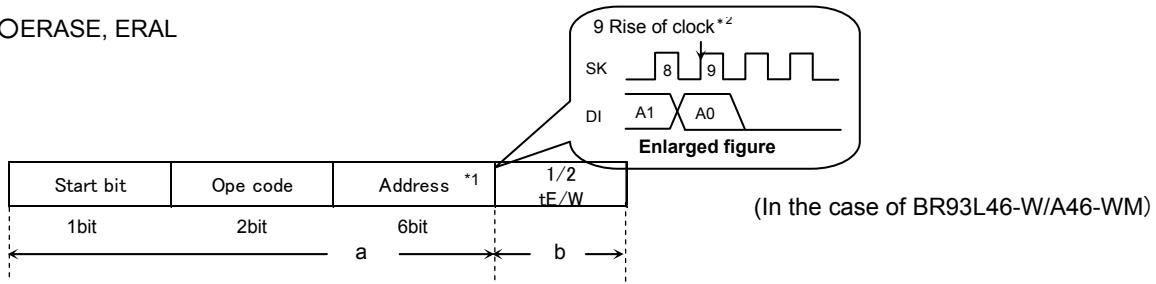 〇ERASE, ERAL
9 Rise of clock*2
SK 8 9
DI A1 A0
Enlarged figure
Start bit Ope code Address *1 1/2
tE/W
1bit 2bit 6bit
a b
(In the case of BR93L46-W/A46-WM)